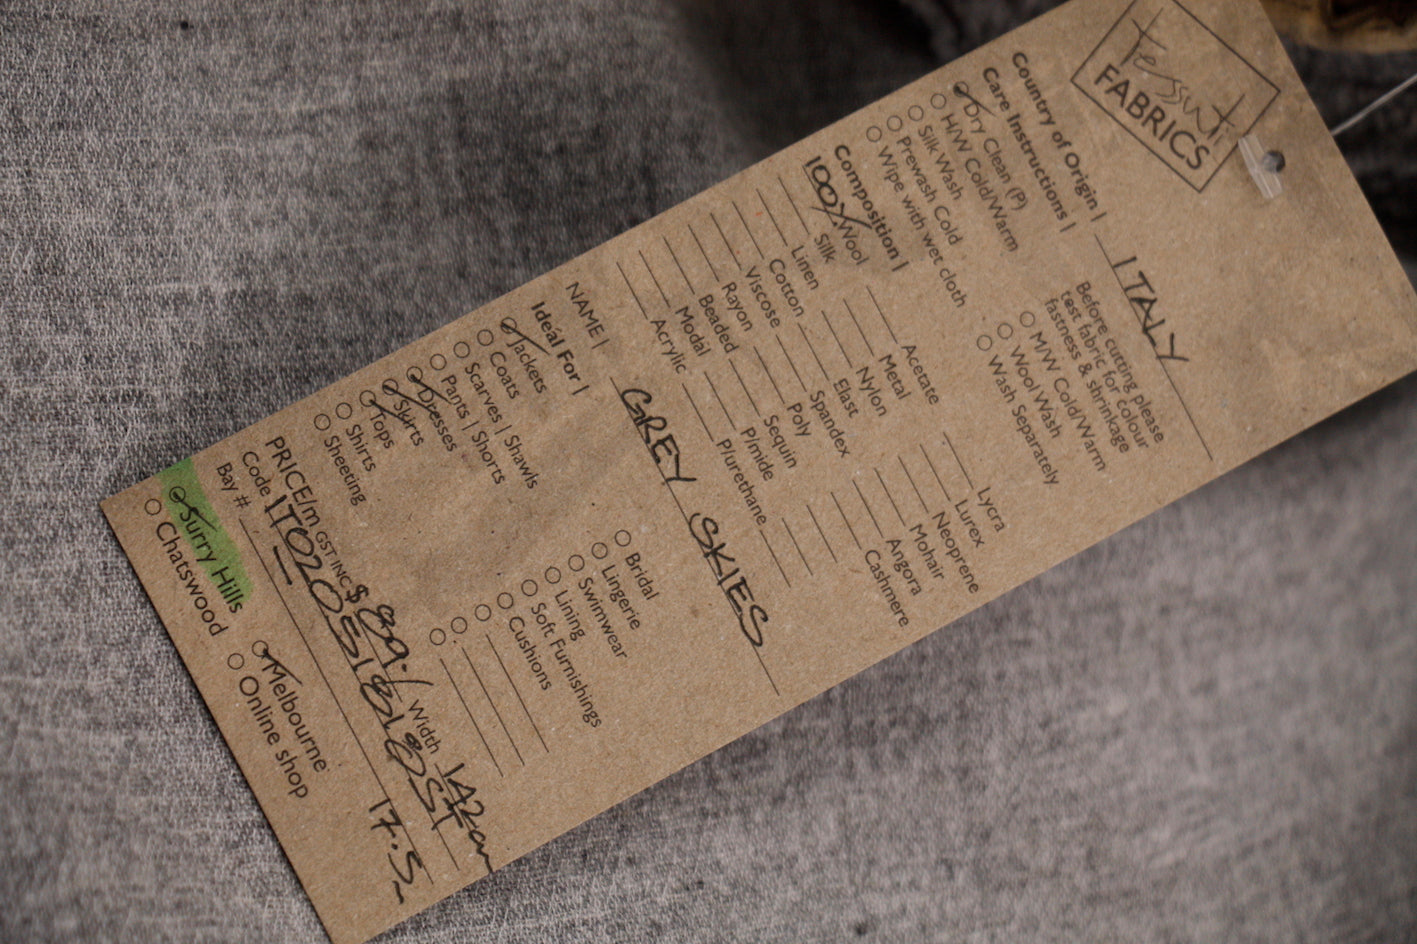 tessuti
FABRICS
Country of Origin | ITALY
Care Instructions |
Dry Clean (P)
H/W Cold/Warm
Silk Wash
Prewash Cold
Wipe with wet cloth
Before cutting please
test fabric for colour
fastness & shrinkage
M/W Cold/Warm
Wool Wash
Wash Separately
Composition |
100% Wool
Silk
Linen
Cotton
Viscose
Rayon
Beaded
Modal
Acrylic
Acetate
Metal
Nylon
Elast
Spandex
Poly
Sequin
P/mide
P/urethane
Lycra
Lurex
Neoprene
Mohair
Angora
Cashmere
NAME | GREY SKIES
Ideal For |
Jackets
Coats
Scarves | Shawls
Pants | Shorts
Dresses
Skirts
Tops
Shirts
Sheeting
Bridal
Lingerie
Swimwear
Lining
Soft Furnishings
Cushions
PRICE/m GST INC $ 89.- Width 142cm
Code
Bay #
17.5
Surry Hills
Chatswood
Melbourne
Online shop